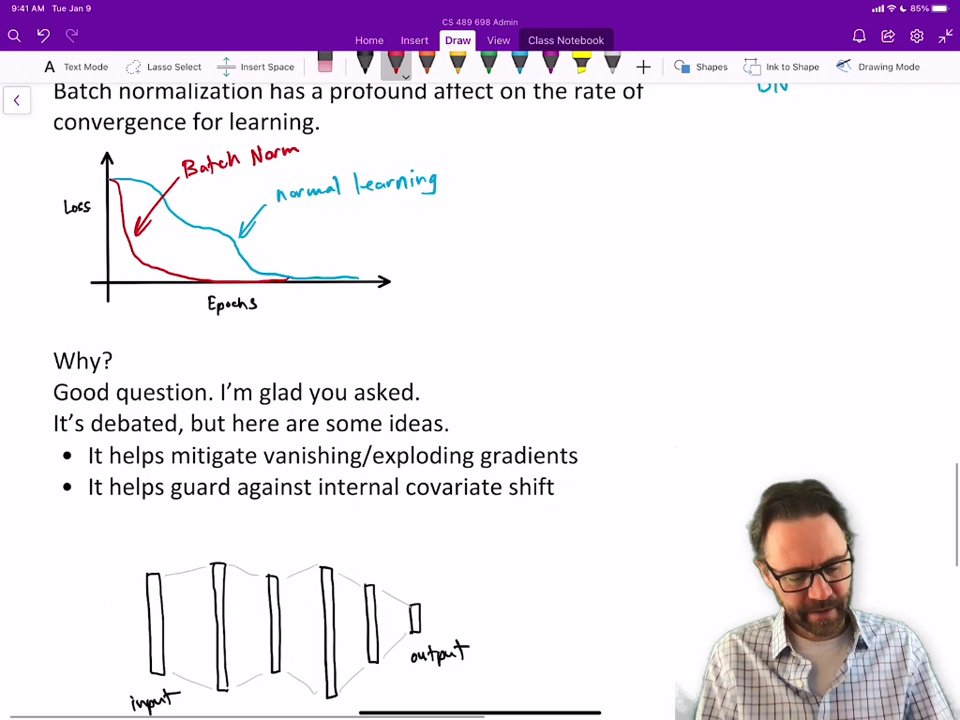 9:41 AM Tue Jan 9
85%
CS 489 698 Admin
Home Insert Draw View Class Notebook
A Text Mode Lasso Select Insert Space Shapes Ink to Shape Drawing Mode
Batch normalization has a profound affect on the rate of
convergence for learning.
BN
Batch Norm
normal learning
Loss
Epochs
Why?
Good question. I'm glad you asked.
It's debated, but here are some ideas.
• It helps mitigate vanishing/exploding gradients
• It helps guard against internal covariate shift
output
input